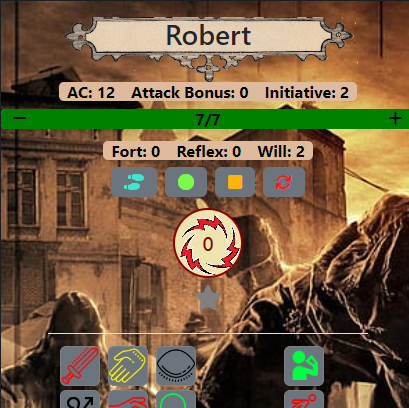 Robert
AC: 12 Attack Bonus: 0 Initiative: 2
− 7/7 +
Fort: 0 Reflex: 0 Will: 2
0